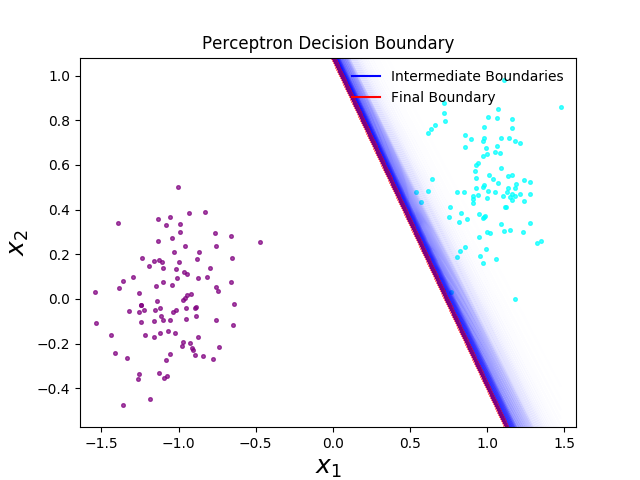 Perceptron Decision Boundary
Intermediate Boundaries
Final Boundary
1.0
0.8
0.6
0.4
0.2
0.0
−0.2
−0.4
x₂
−1.5 −1.0 −0.5 0.0 0.5 1.0 1.5
x₁